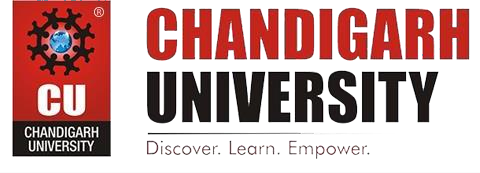 ®
CU
CHANDIGARH
UNIVERSITY
CHANDIGARH
UNIVERSITY
Discover. Learn. Empower.